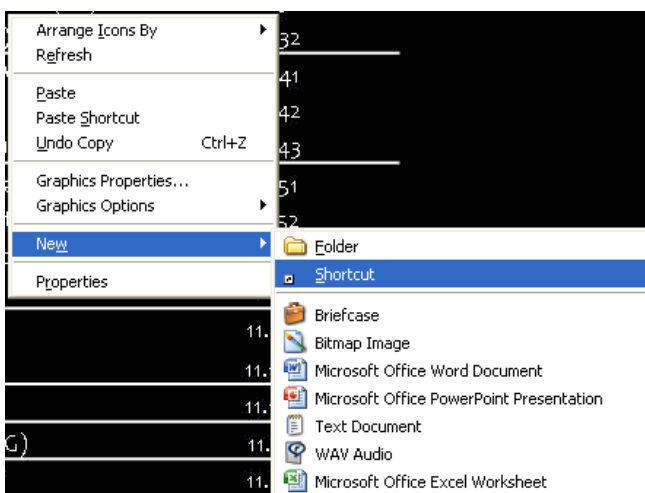 Arrange Icons By
32
Refresh
41
Paste
Paste Shortcut
42
Undo Copy Ctrl+Z
43
Graphics Properties...
51
Graphics Options
52
New
Folder
Properties
Shortcut
Briefcase
11.
Bitmap Image
11.
Microsoft Office Word Document
11.
Microsoft Office PowerPoint Presentation
Text Document
G)
11.
WAV Audio
11.
Microsoft Office Excel Worksheet